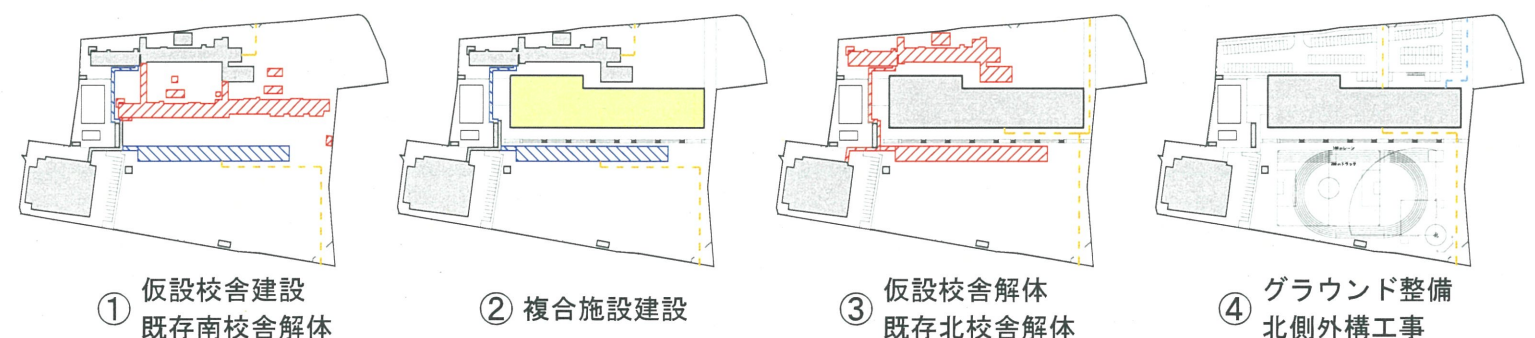 ① 仮設校舎建設
既存南校舎解体
② 複合施設建設
③ 仮設校舎解体
既存北校舎解体
④ グラウンド整備
北側外構工事